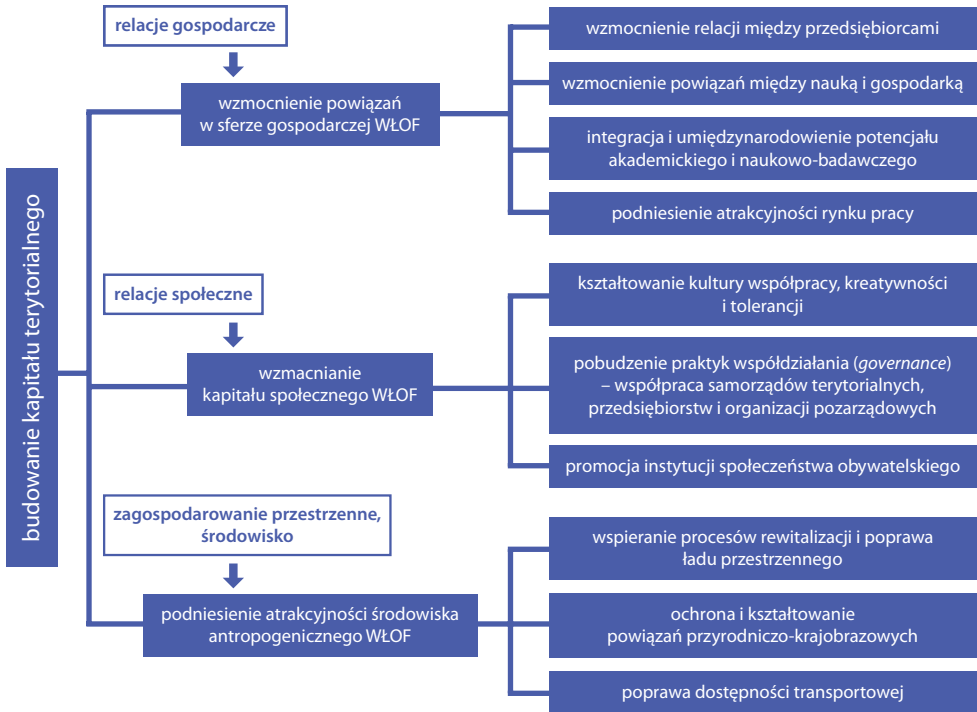 budowanie kapitału terytorialnego
relacje gospodarcze
wzmocnienie powiązań
w sferze gospodarczej WŁOF
wzmocnienie relacji między przedsiębiorcami
wzmocnienie powiązań między nauką i gospodarką
integracja i umiędzynarodowienie potencjału
akademickiego i naukowo-badawczego
podniesienie atrakcyjności rynku pracy
relacje społeczne
wzmacnianie
kapitału społecznego WŁOF
kształtowanie kultury współpracy, kreatywności
i tolerancji
pobudzenie praktyk współdziałania (governance)
– współpraca samorządów terytorialnych,
przedsiębiorstw i organizacji pozarządowych
promocja instytucji społeczeństwa obywatelskiego
zagospodarowanie przestrzenne,
środowisko
podniesienie atrakcyjności środowiska
antropogenicznego WŁOF
wspieranie procesów rewitalizacji i poprawa
ładu przestrzennego
ochrona i kształtowanie
powiązań przyrodniczo-krajobrazowych
poprawa dostępności transportowej